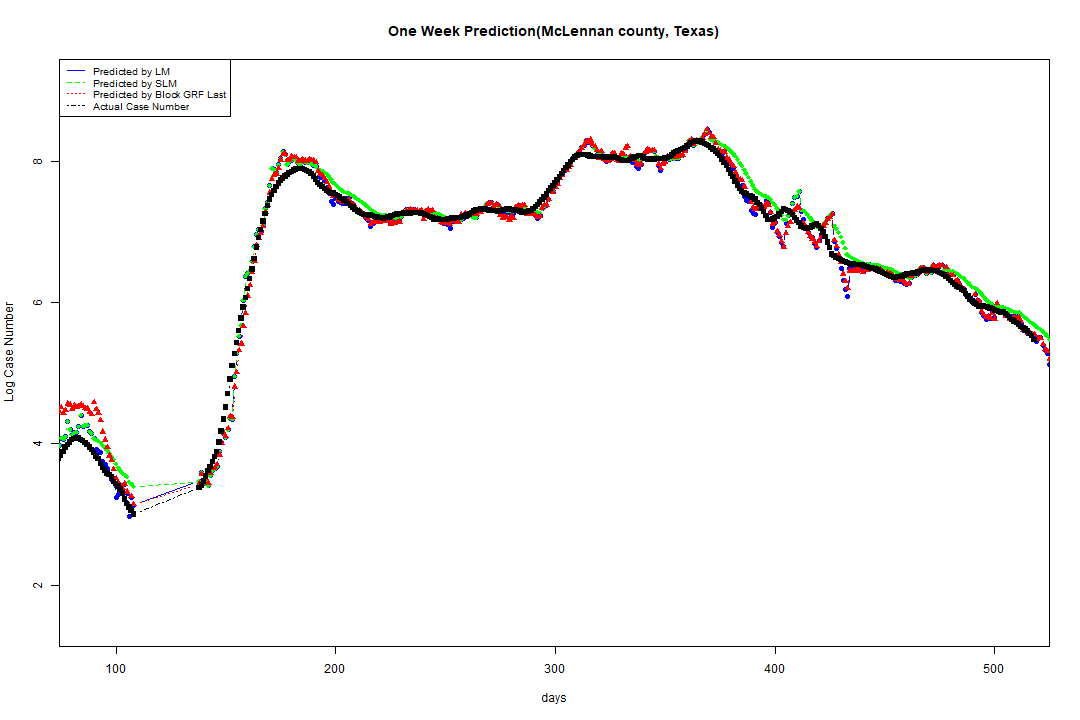 One Week Prediction(McLennan county, Texas)
Predicted by LM
Predicted by SLM
Predicted by Block GRF Last
Actual Case Number
Log Case Number
8
6
4
2
100 200 300 400 500
days